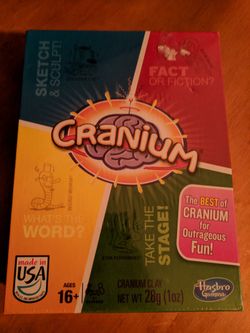 SKETCH
& SCULPT!
FACT
OR FICTION?
CRANIUM
WHAT'S THE
WORD?
TAKE THE
STAGE!
The BEST of
CRANIUM
for
Outrageous
Fun!
made in
USA
AGES
16+
CRANIUM CLAY
NET WT 28g (1oz)
Hasbro
Gaming